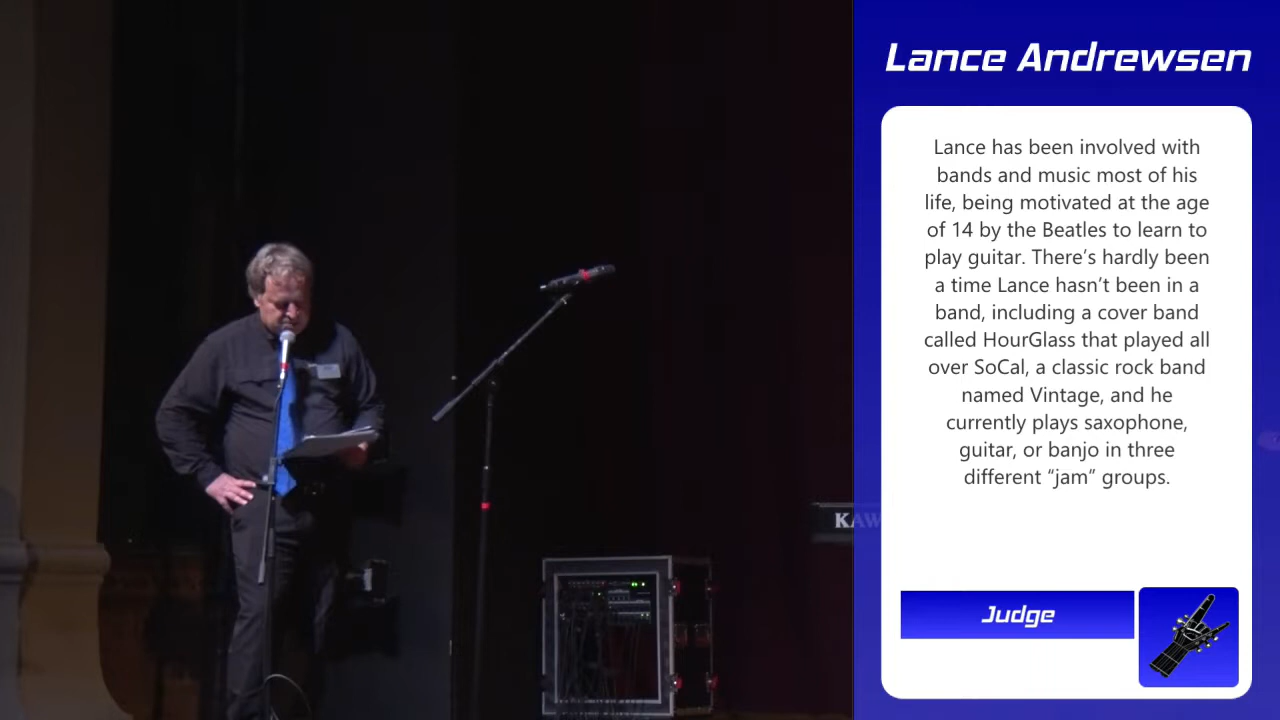 Lance Andrewsen
Lance has been involved with
bands and music most of his
life, being motivated at the age
of 14 by the Beatles to learn to
play guitar. There’s hardly been
a time Lance hasn’t been in a
band, including a cover band
called HourGlass that played all
over SoCal, a classic rock band
named Vintage, and he
currently plays saxophone,
guitar, or banjo in three
different “jam” groups.
KAW
Judge